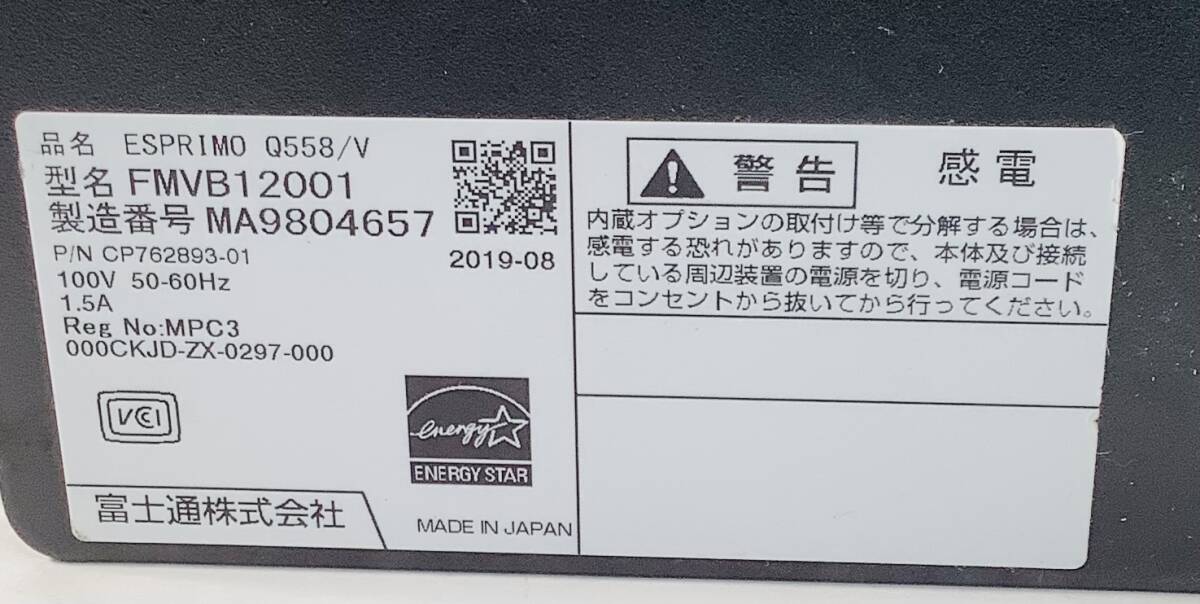 品名 ESPRIMO Q558/V
型名 FMVB12001
製造番号 MA9804657
P/N CP762893-01
2019-08
100V 50-60Hz
1.5A
Reg No:MPC3
000CKJD-ZX-0297-000
VCI
energy
ENERGY STAR
富士通株式会社
MADE IN JAPAN
警告
感電
内蔵オプションの取付け等で分解する場合は、
感電する恐れがありますので、本体及び接続
している周辺装置の電源を切り、電源コード
をコンセントから抜いてから行ってください。